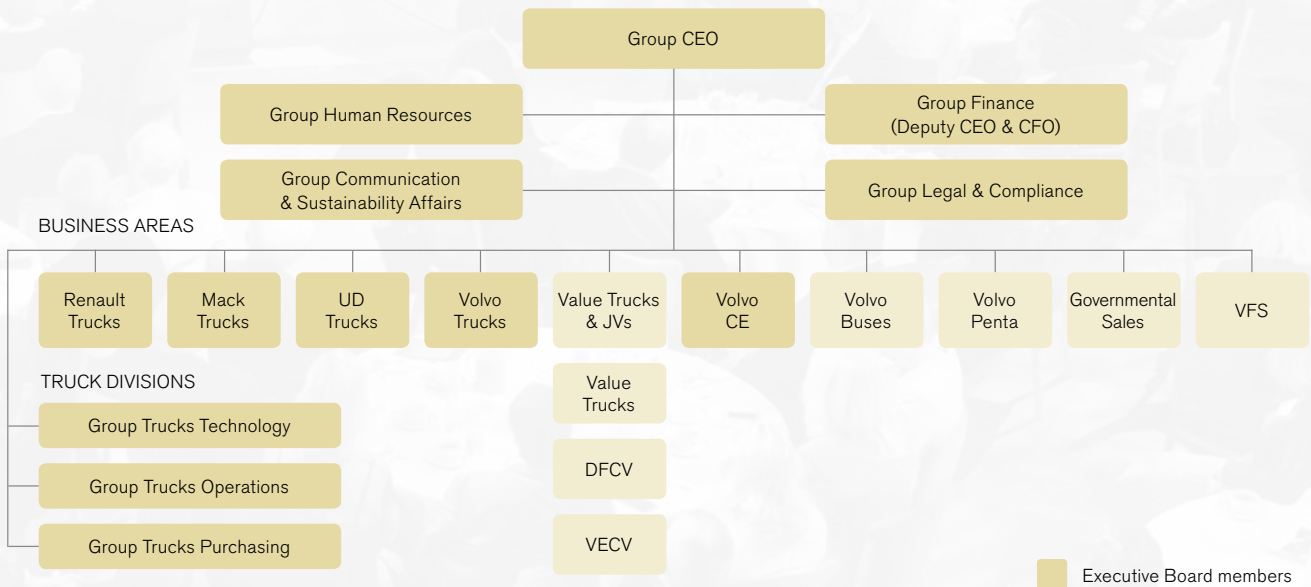 Group CEO
Group Human Resources
Group Finance
(Deputy CEO & CFO)
Group Communication
& Sustainability Affairs
Group Legal & Compliance
BUSINESS AREAS
Renault
Trucks
Mack
Trucks
UD
Trucks
Volvo
Trucks
Value Trucks
& JVs
Volvo
CE
Volvo
Buses
Volvo
Penta
Governmental
Sales
VFS
TRUCK DIVISIONS
Group Trucks Technology
Group Trucks Operations
Group Trucks Purchasing
Value
Trucks
DFCV
VECV
Executive Board members